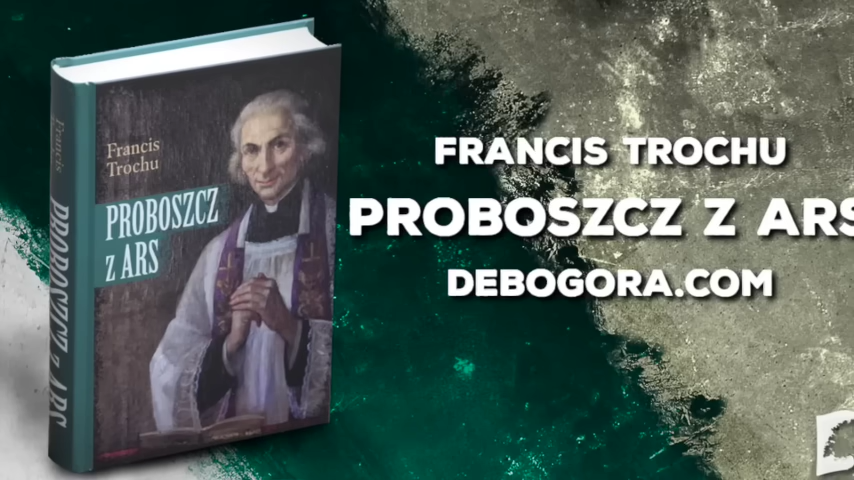 Francis
Trochu
PROBOSZCZ
Z ARS
Francis
PROBOSZCZ Z ARS
FRANCIS TROCHU
PROBOSZCZ Z ARS
DEBOGORA.COM